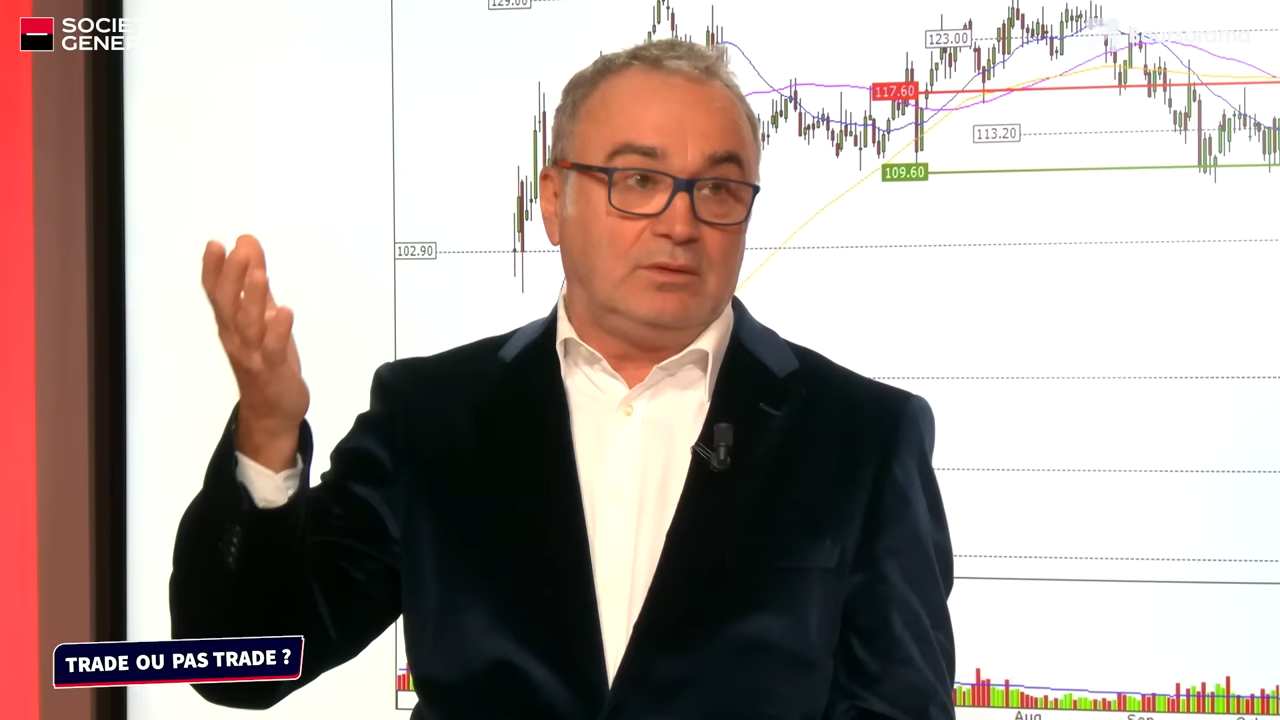 129.00
SOCIE
GENER
123.00
117.60
113.20
109.60
102.90
TRADE OU PAS TRADE ?
Aug
Sep